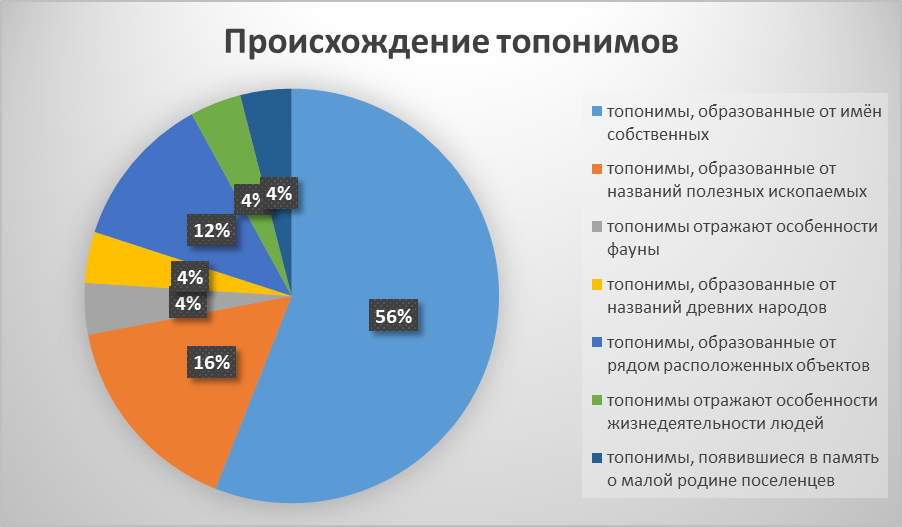 Происхождение топонимов
56%
16%
4%
4%
12%
4%
4%
топонимы, образованные от имён
собственных
топонимы, образованные от
названий полезных ископаемых
топонимы отражают особенности
фауны
топонимы, образованные от
названий древних народов
топонимы, образованные от
рядом расположенных объектов
топонимы отражают особенности
жизнедеятельности людей
топонимы, появившиеся в память
о малой родине поселенцев